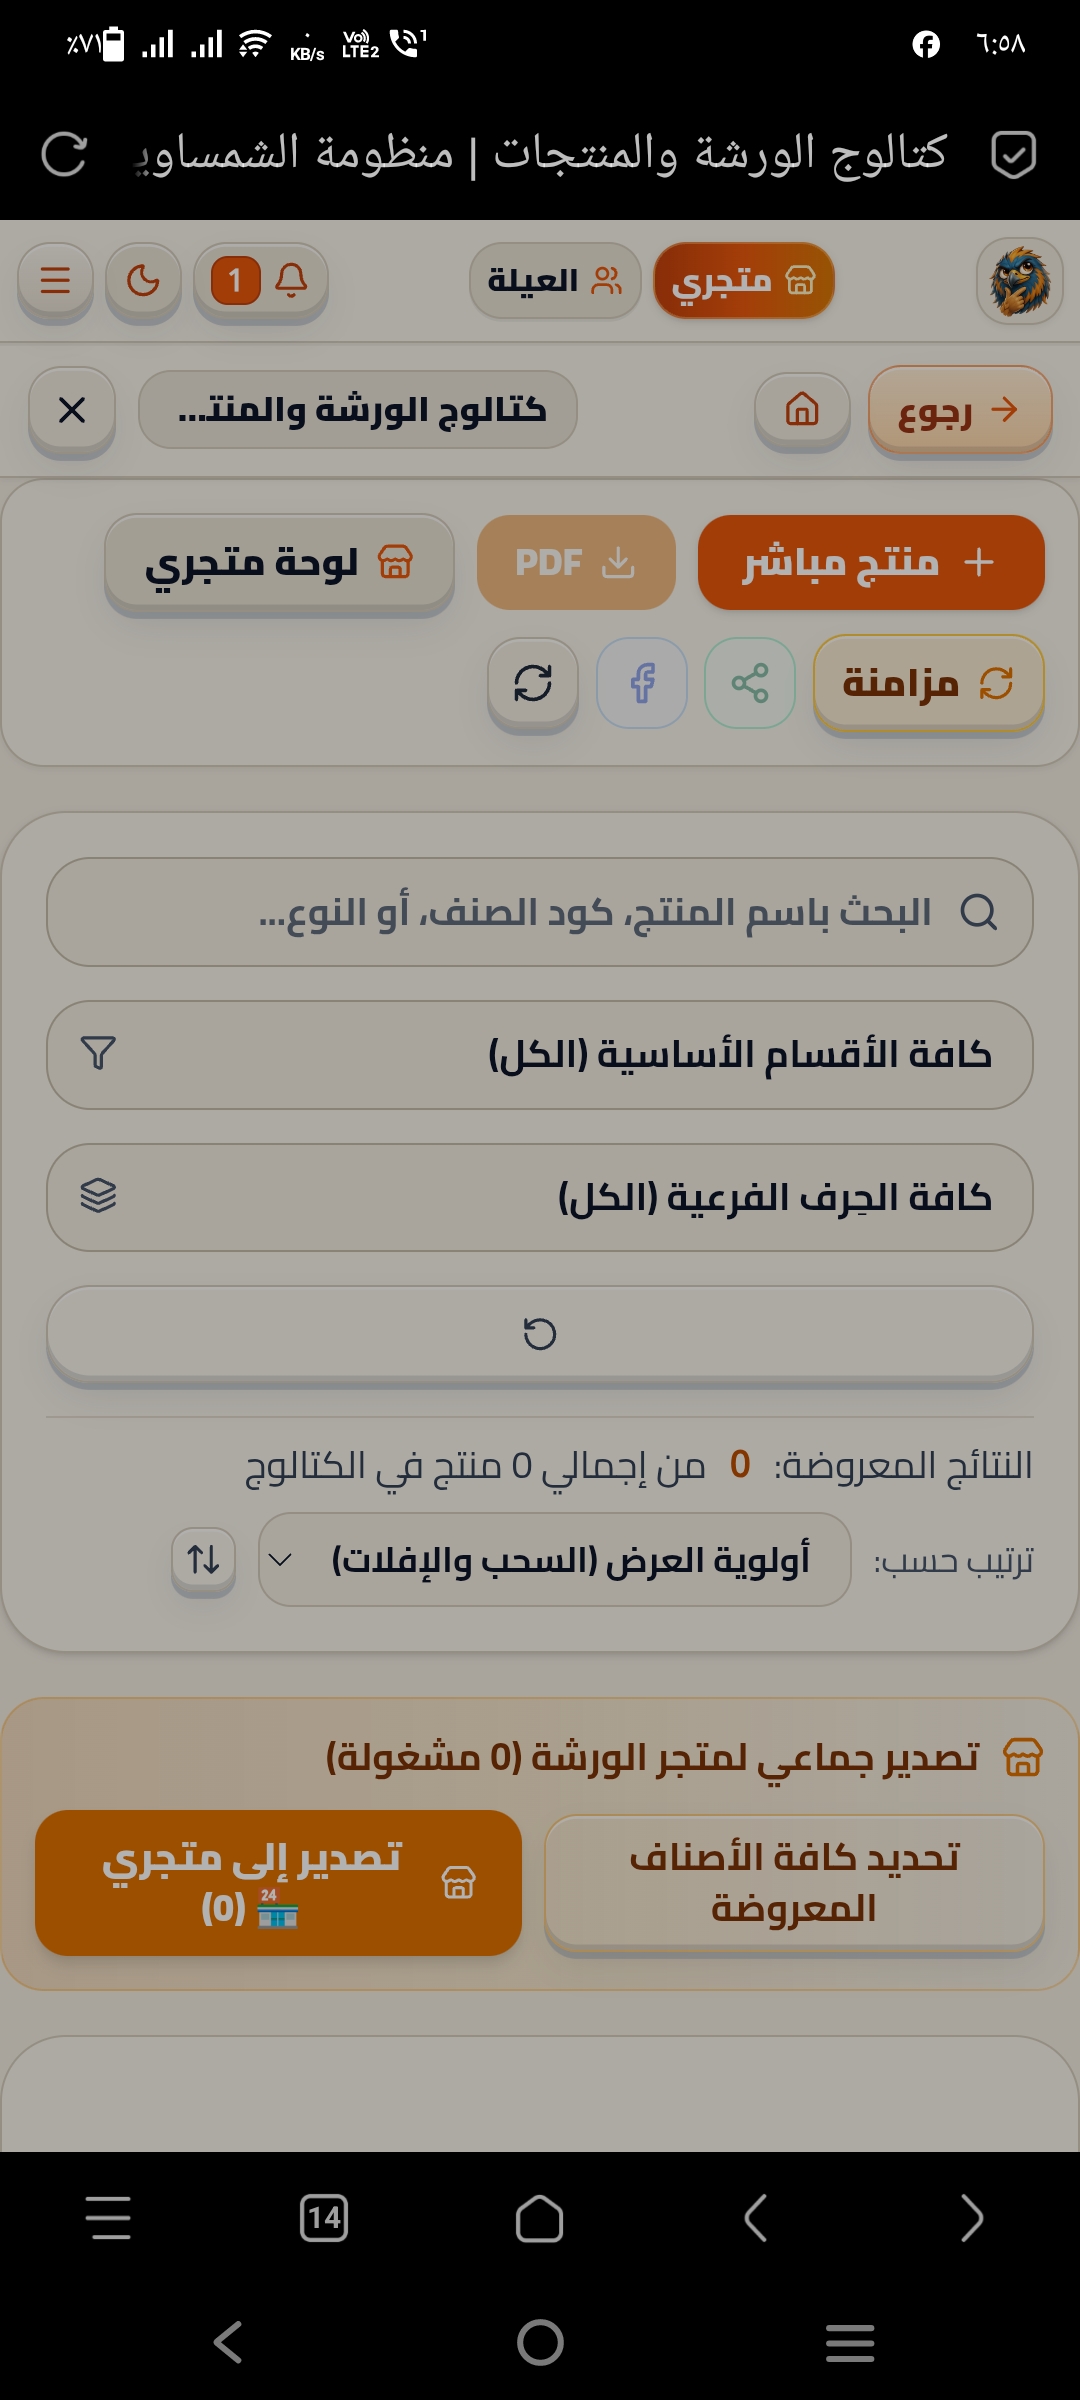 ٪٧١ KB/s Vo) LTE2 1 ٦:٥٨
كتالوج الورشة والمنتجات | منظومة الشمساوي
متجري العيلة 1
رجوع كتالوج الورشة والمنتـ...
منتج مباشر PDF لوحة متجري
مزامنة
البحث باسم المنتج، كود الصنف، أو النوع...
كافة الأقسام الأساسية (الكل)
كافة الحِرف الفرعية (الكل)
النتائج المعروضة: 0 من إجمالي 0 منتج في الكتالوج
ترتيب حسب: أولوية العرض (السحب والإفلات)
تصدير جماعي لمتجر الورشة (0 مشغولة)
تحديد كافة الأصناف
المعروضة
تصدير إلى متجري
🏪 (0)
14